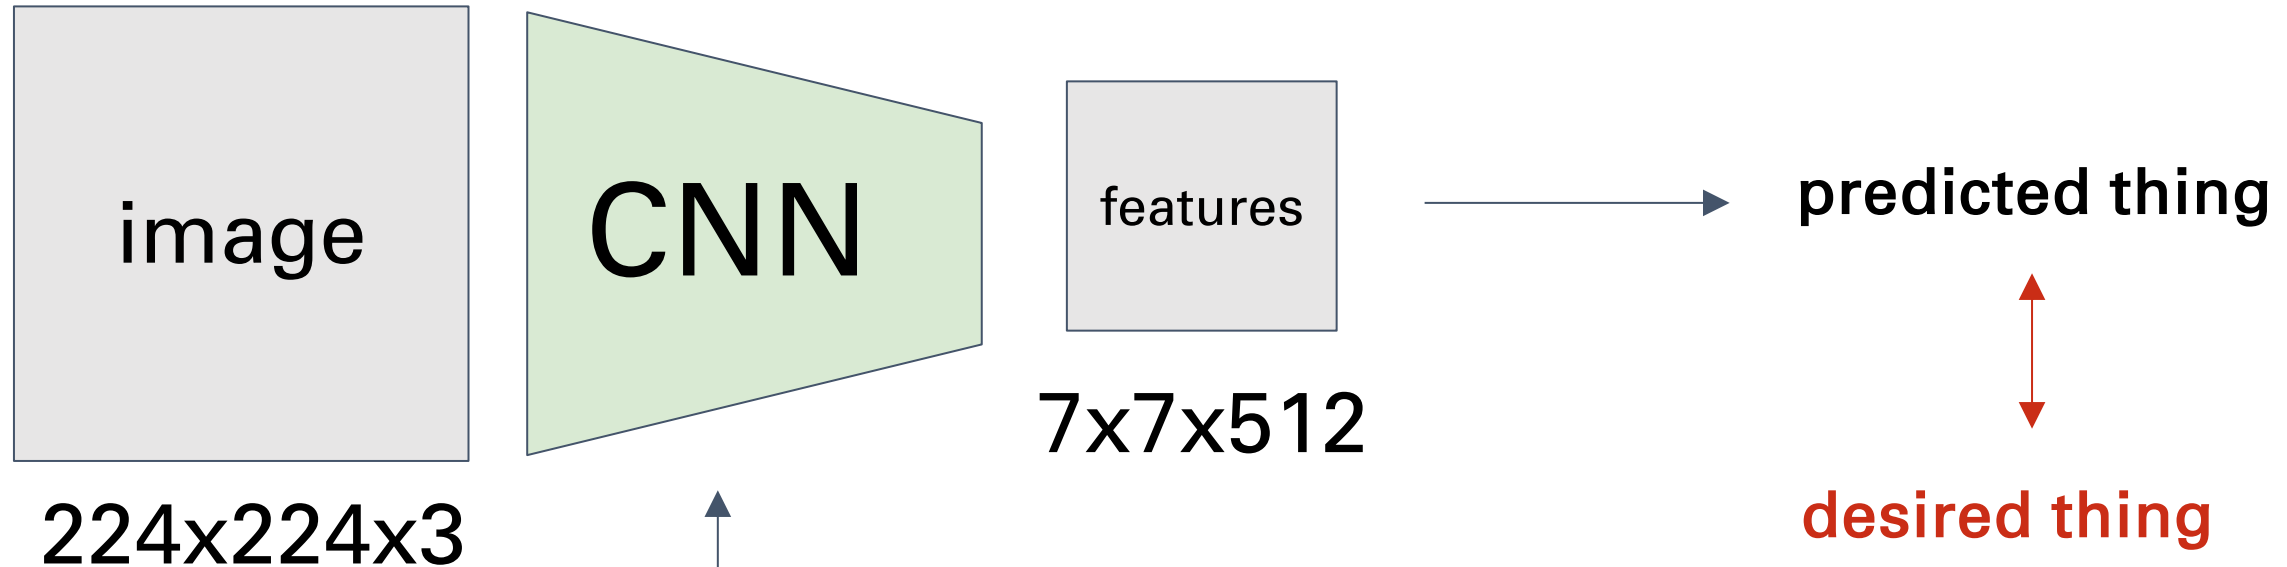 image
224x224x3
CNN
features
7x7x512
predicted thing
desired thing